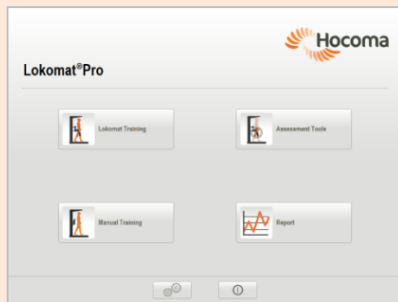 Hocoma
Lokomat®Pro
Lokomat Training
Assessment Tools
Manual Training
Report